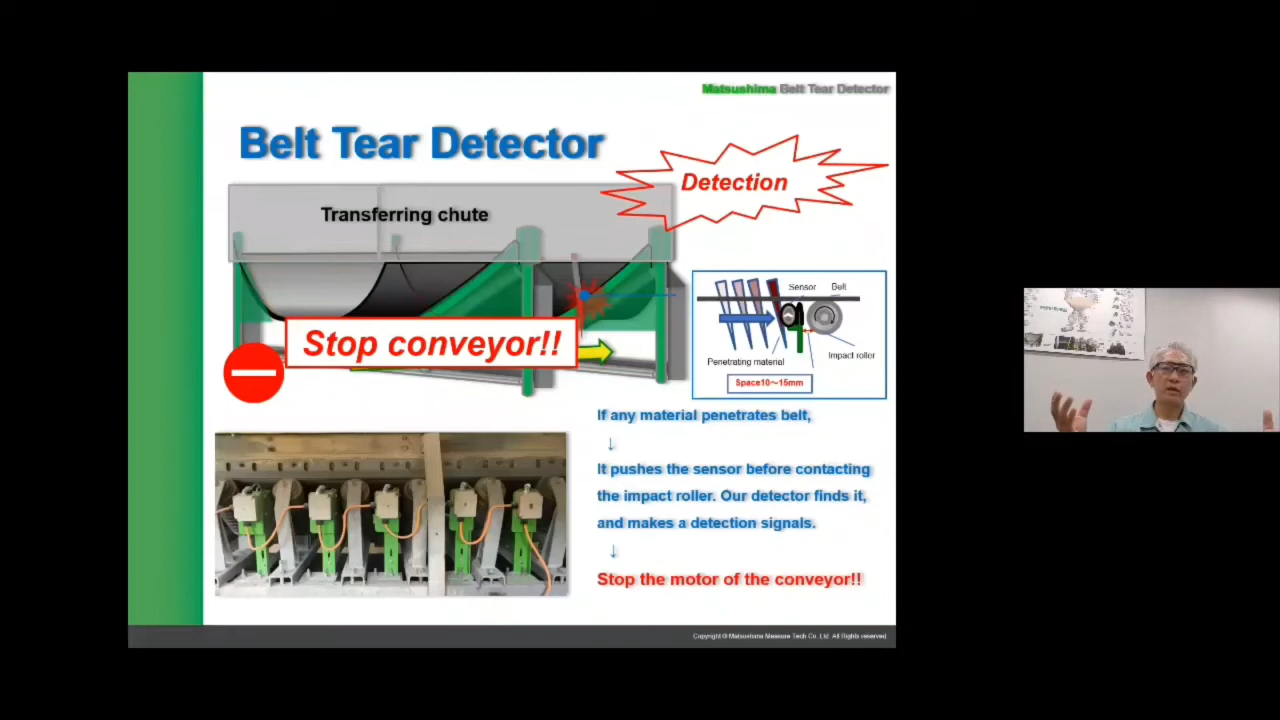 Matsushima Belt Tear Detector
Belt Tear Detector
Detection
Transferring chute
Stop conveyor!!
Sensor
Belt
Penetrating material
Impact roller
Space10～15mm
If any material penetrates belt,
↓
It pushes the sensor before contacting
the impact roller. Our detector finds it,
and makes a detection signals.
↓
Stop the motor of the conveyor!!
Copyright © Matsushima Measure Tech Co., Ltd. All Rights reserved.